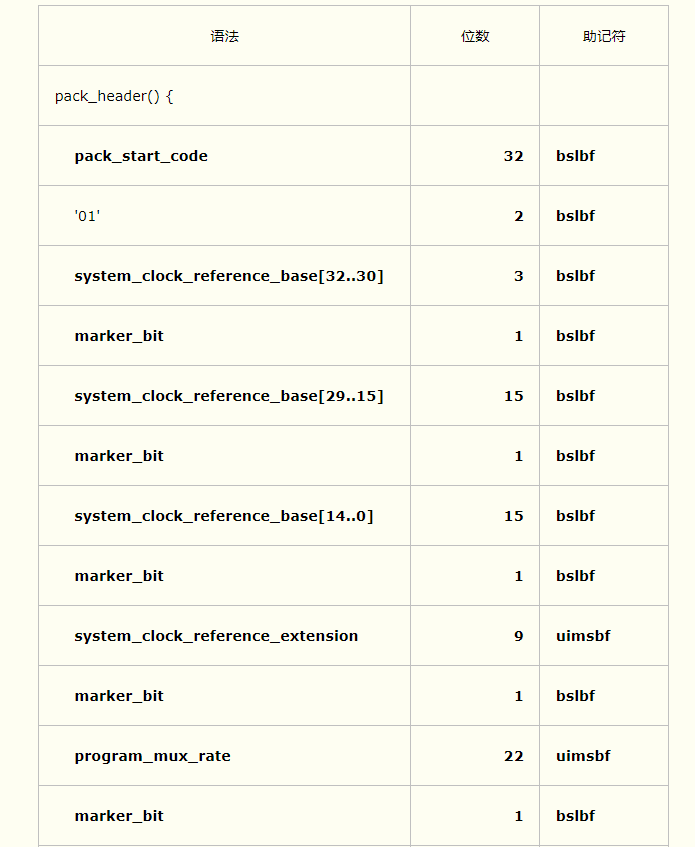 语法 位数 助记符
pack_header() {
pack_start_code 32 bslbf
'01' 2 bslbf
system_clock_reference_base[32..30] 3 bslbf
marker_bit 1 bslbf
system_clock_reference_base[29..15] 15 bslbf
marker_bit 1 bslbf
system_clock_reference_base[14..0] 15 bslbf
marker_bit 1 bslbf
system_clock_reference_extension 9 uimsbf
marker_bit 1 bslbf
program_mux_rate 22 uimsbf
marker_bit 1 bslbf